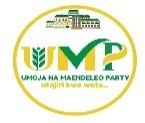 UMP
UMOJA NA MAENDELEO PARTY
utajiri kwa wote...